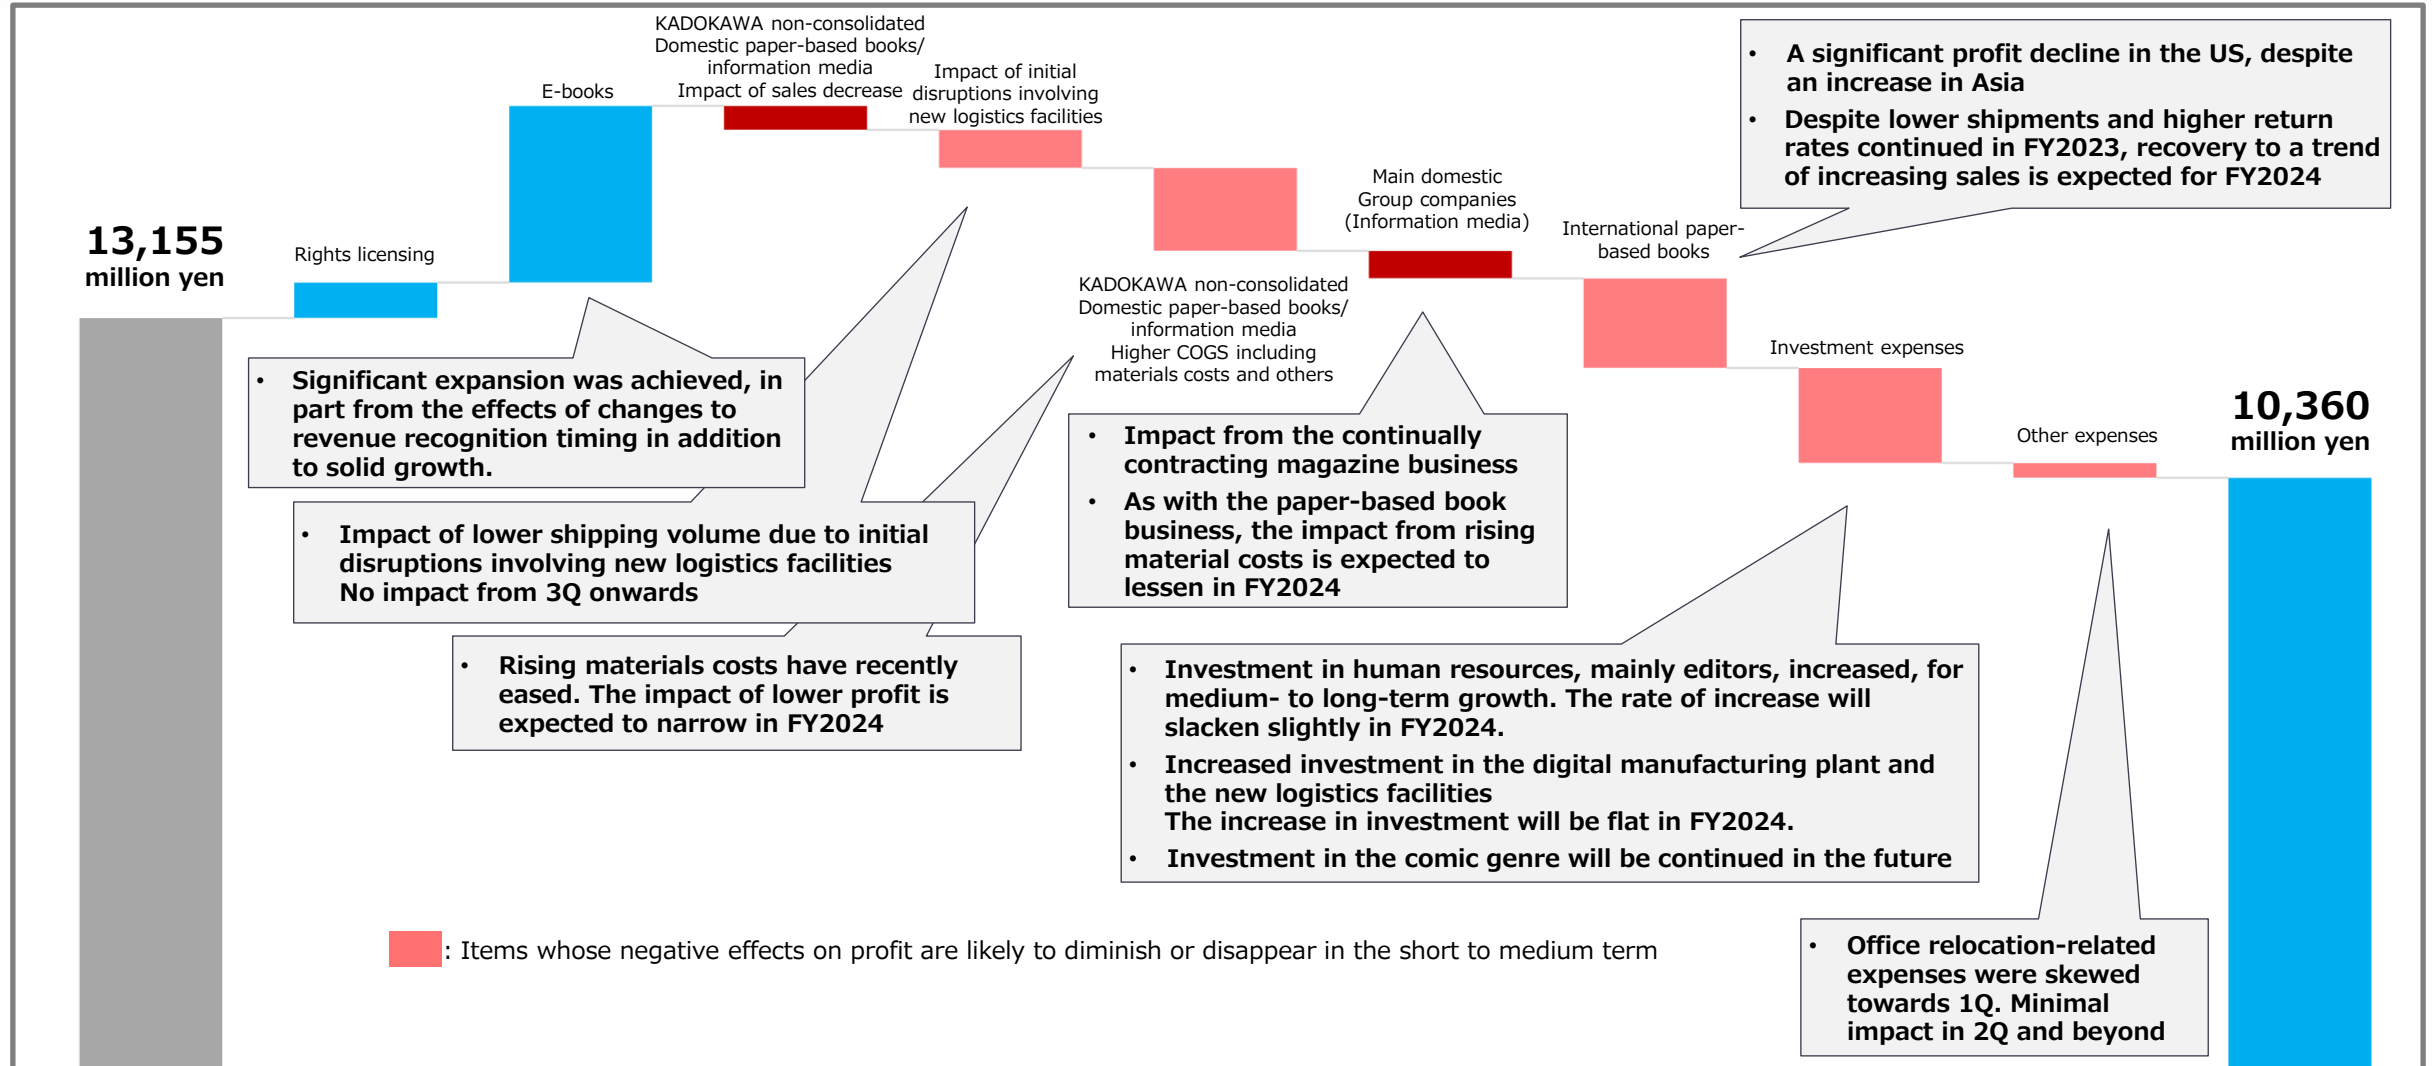 13,155
million yen
Rights licensing
E-books
KADOKAWA non-consolidated
Domestic paper-based books/
information media
Impact of sales decrease
Impact of initial
disruptions involving
new logistics facilities
KADOKAWA non-consolidated
Domestic paper-based books/
information media
Higher COGS including
materials costs and others
Main domestic
Group companies
(Information media)
International paper-
based books
Investment expenses
Other expenses
10,360
million yen
• A significant profit decline in the US, despite
an increase in Asia
• Despite lower shipments and higher return
rates continued in FY2023, recovery to a trend
of increasing sales is expected for FY2024
• Significant expansion was achieved, in
part from the effects of changes to
revenue recognition timing in addition
to solid growth.
• Impact of lower shipping volume due to initial
disruptions involving new logistics facilities
No impact from 3Q onwards
• Rising materials costs have recently
eased. The impact of lower profit is
expected to narrow in FY2024
• Impact from the continually
contracting magazine business
• As with the paper-based book
business, the impact from rising
material costs is expected to
lessen in FY2024
• Investment in human resources, mainly editors, increased, for
medium- to long-term growth. The rate of increase will
slacken slightly in FY2024.
• Increased investment in the digital manufacturing plant and
the new logistics facilities
The increase in investment will be flat in FY2024.
• Investment in the comic genre will be continued in the future
• Office relocation-related
expenses were skewed
towards 1Q. Minimal
impact in 2Q and beyond
: Items whose negative effects on profit are likely to diminish or disappear in the short to medium term